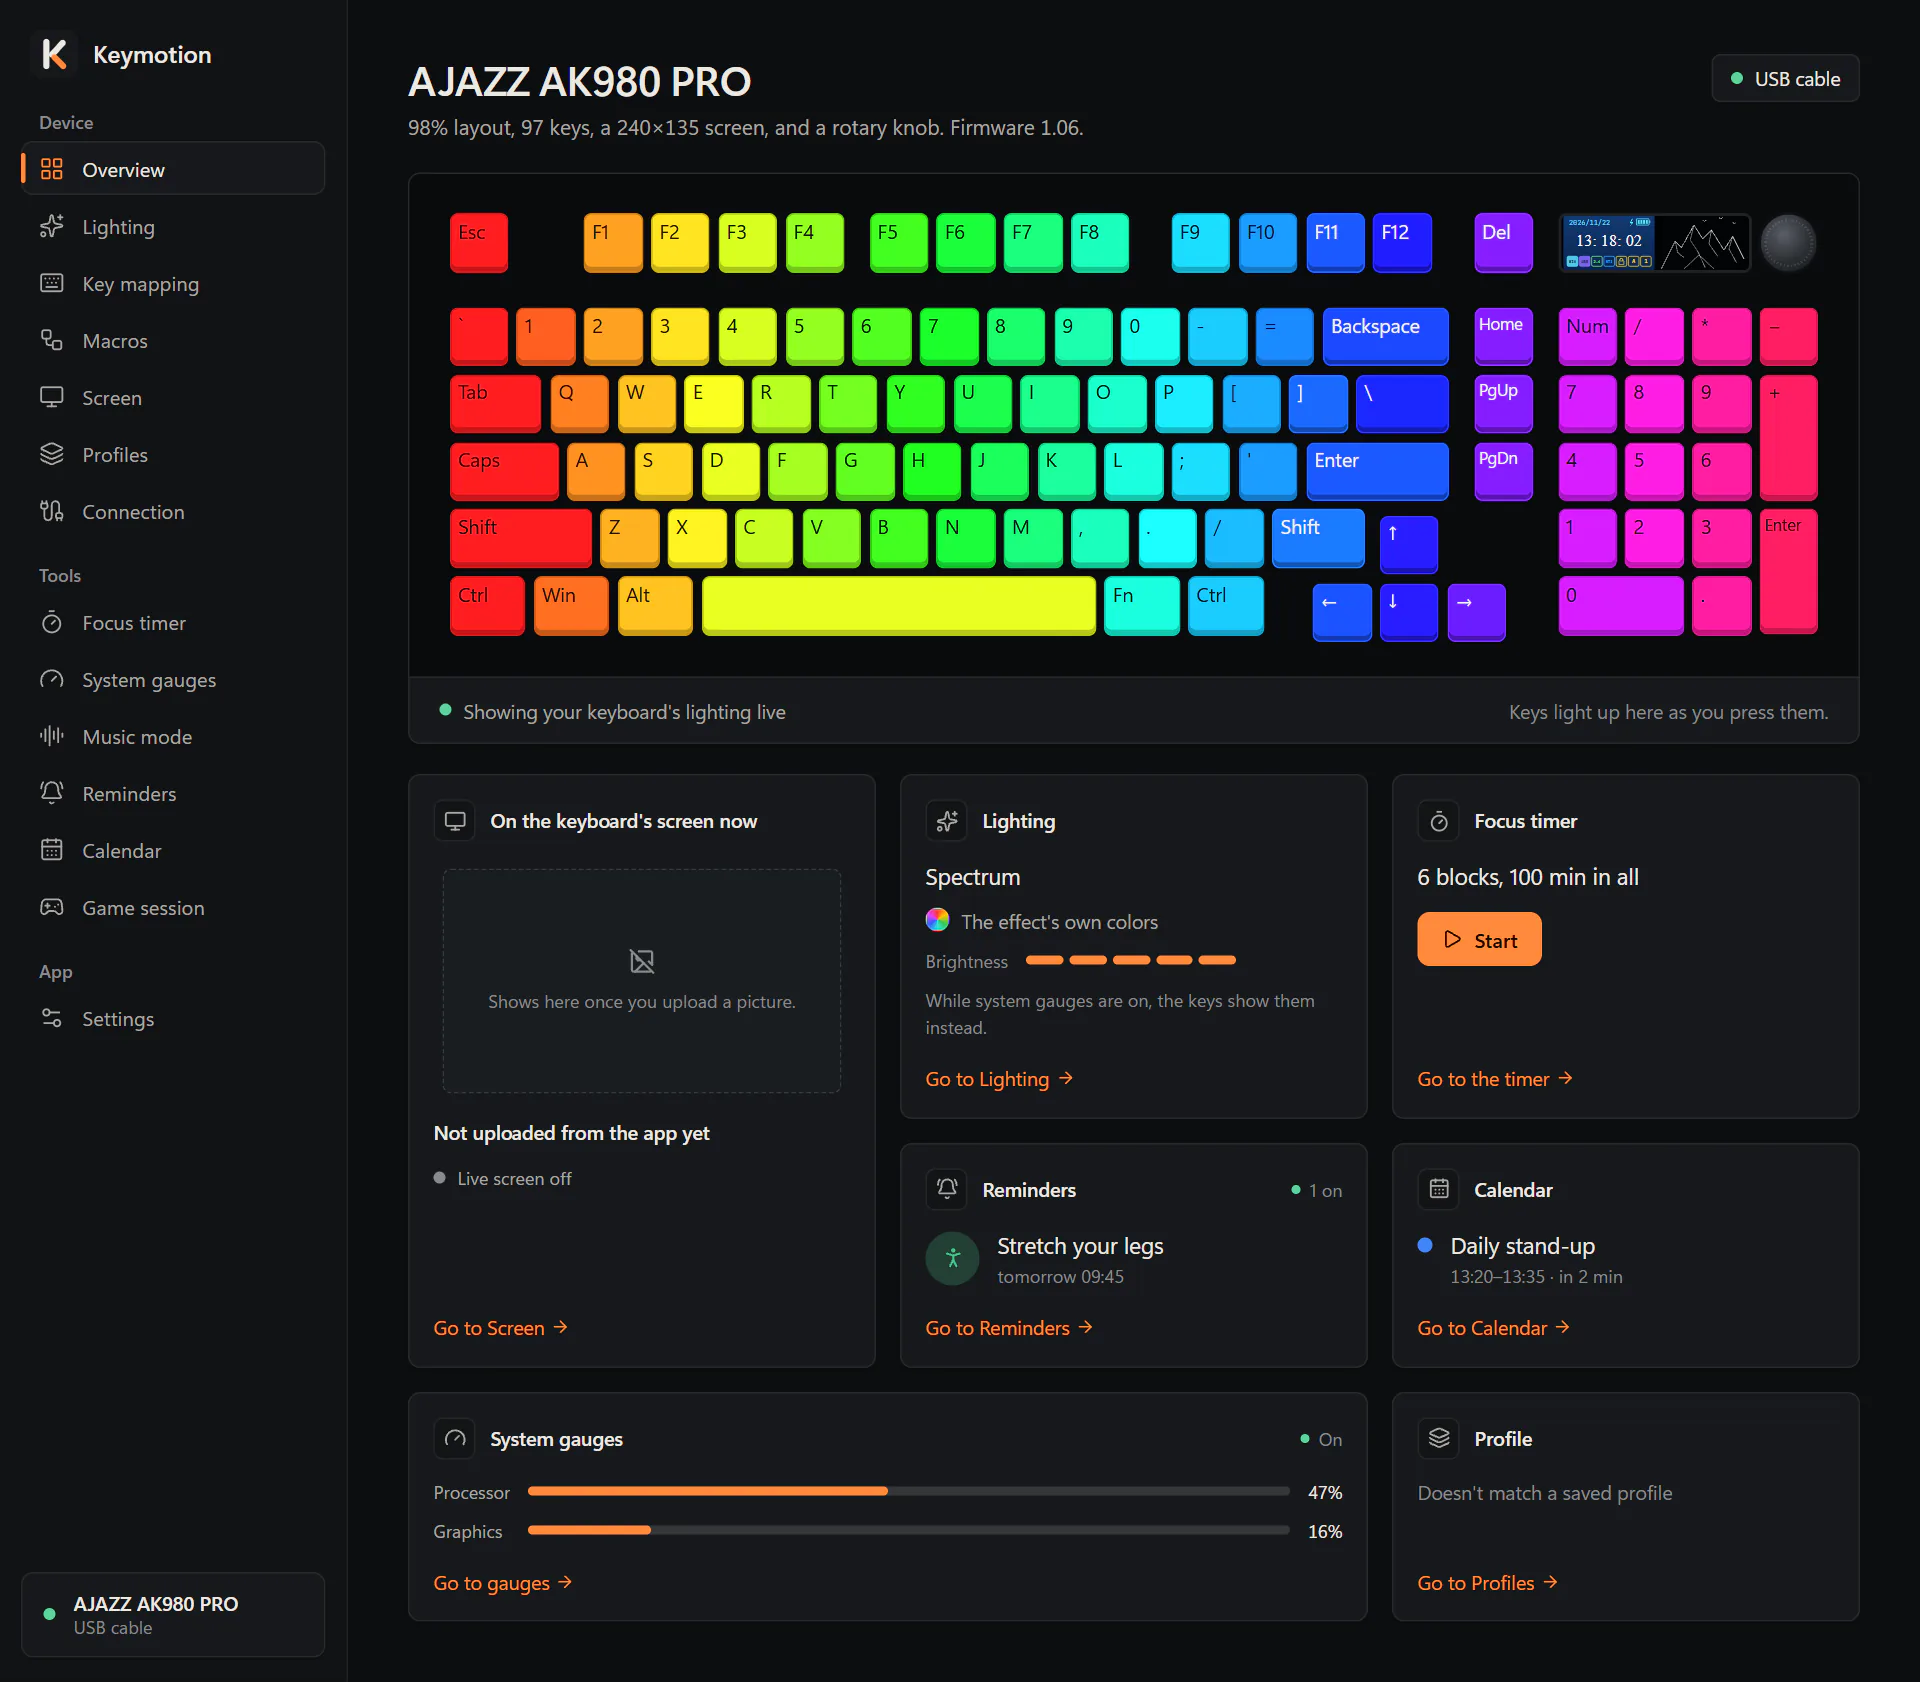 Keymotion
Device
Overview
Lighting
Key mapping
Macros
Screen
Profiles
Connection
Tools
Focus timer
System gauges
Music mode
Reminders
Calendar
Game session
App
Settings
AJAZZ AK980 PRO
USB cable
AJAZZ AK980 PRO
98% layout, 97 keys, a 240×135 screen, and a rotary knob. Firmware 1.06.
USB cable
Esc F1 F2 F3 F4 F5 F6 F7 F8 F9 F10 F11 F12 Del
2026/11/22
13: 18: 02
` 1 2 3 4 5 6 7 8 9 0 - = Backspace Home Num / * −
Tab Q W E R T Y U I O P [ ] \ PgUp 7 8 9 +
Caps A S D F G H J K L ; ' Enter PgDn 4 5 6
Shift Z X C V B N M , . / Shift ↑ 1 2 3 Enter
Ctrl Win Alt Fn Ctrl ← ↓ → 0 .
Showing your keyboard's lighting live
Keys light up here as you press them.
On the keyboard's screen now
Shows here once you upload a picture.
Not uploaded from the app yet
Live screen off
Go to Screen →
Lighting
Spectrum
The effect's own colors
Brightness
While system gauges are on, the keys show them
instead.
Go to Lighting →
Focus timer
6 blocks, 100 min in all
Start
Go to the timer →
Reminders
1 on
Stretch your legs
tomorrow 09:45
Go to Reminders →
Calendar
Daily stand-up
13:20–13:35 · in 2 min
Go to Calendar →
System gauges
On
Processor 47%
Graphics 16%
Go to gauges →
Profile
Doesn't match a saved profile
Go to Profiles →